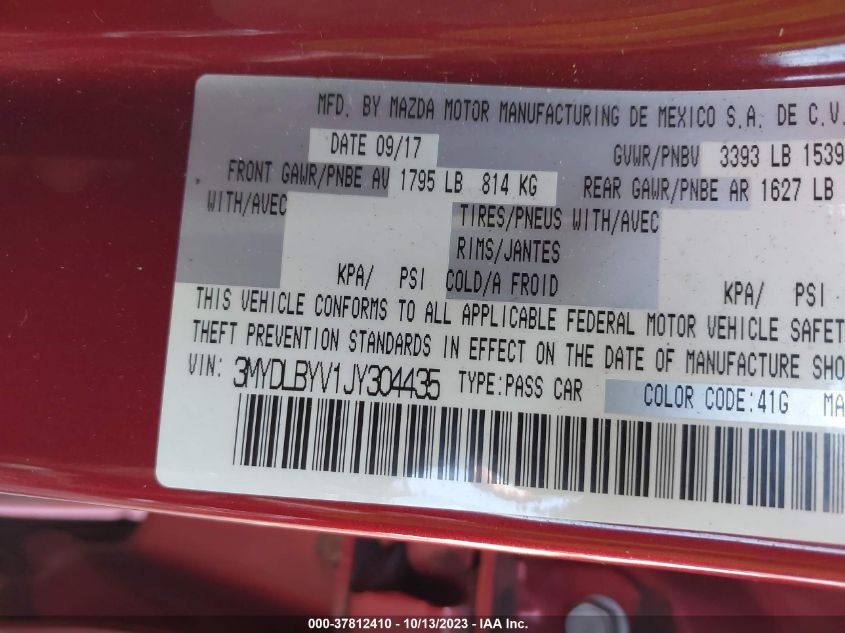 MFD. BY MAZDA MOTOR MANUFACTURING DE MEXICO S.A. DE C.V.
DATE 09/17 GVWR/PNBV 3393 LB 1539
FRONT GAWR/PNBE AV 1795 LB 814 KG REAR GAWR/PNBE AR 1627 LB
WITH/AVEC TIRES/PNEUS WITH/AVEC
RIMS/JANTES
KPA/ PSI COLD/A FROID KPA/ PSI
THIS VEHICLE CONFORMS TO ALL APPLICABLE FEDERAL MOTOR VEHICLE SAFET
THEFT PREVENTION STANDARDS IN EFFECT ON THE DATE OF MANUFACTURE SHO
VIN: 3MYDLBYV1JY304435 TYPE:PASS CAR COLOR CODE:41G MA
000-37812410 - 10/13/2023 - IAA Inc.